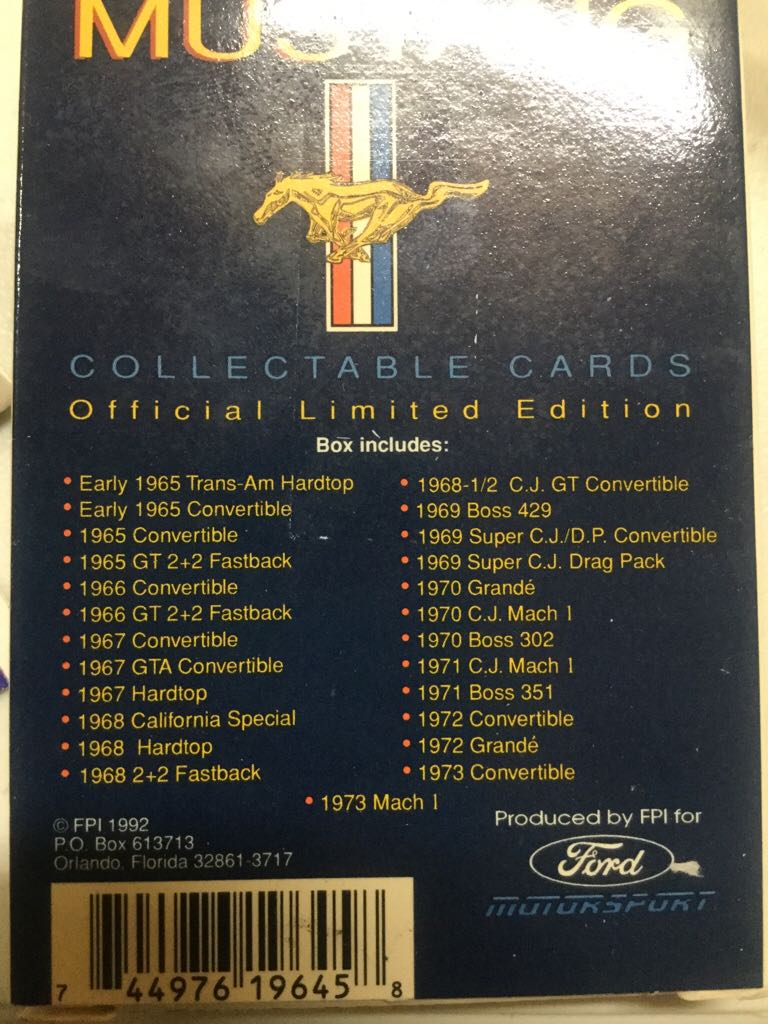 MUSTANG
COLLECTABLE CARDS
Official Limited Edition
Box includes:
• Early 1965 Trans-Am Hardtop
• Early 1965 Convertible
• 1965 Convertible
• 1965 GT 2+2 Fastback
• 1966 Convertible
• 1966 GT 2+2 Fastback
• 1967 Convertible
• 1967 GTA Convertible
• 1967 Hardtop
• 1968 California Special
• 1968 Hardtop
• 1968 2+2 Fastback
• 1968-1/2 C.J. GT Convertible
• 1969 Boss 429
• 1969 Super C.J./D.P. Convertible
• 1969 Super C.J. Drag Pack
• 1970 Grandé
• 1970 C.J. Mach 1
• 1970 Boss 302
• 1971 C.J. Mach 1
• 1971 Boss 351
• 1972 Convertible
• 1972 Grandé
• 1973 Convertible
• 1973 Mach 1
© FPI 1992
P.O. Box 613713
Orlando, Florida 32861-3717
Produced by FPI for
Ford
MOTORSPORT
7 44976 19645 8